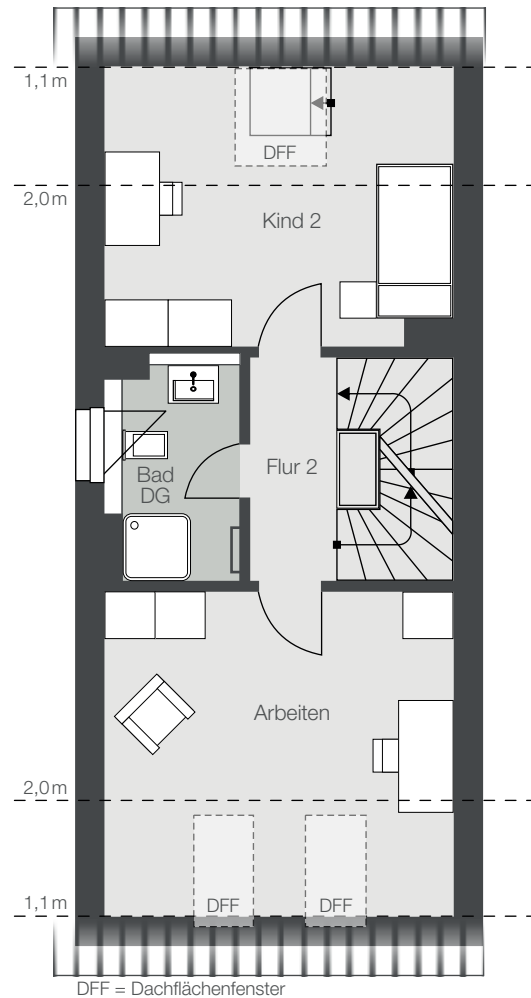 1,1 m
DFF
2,0 m
Kind 2
Flur 2
Bad
DG
Arbeiten
2,0 m
DFF DFF
1,1 m
DFF = Dachflächenfenster